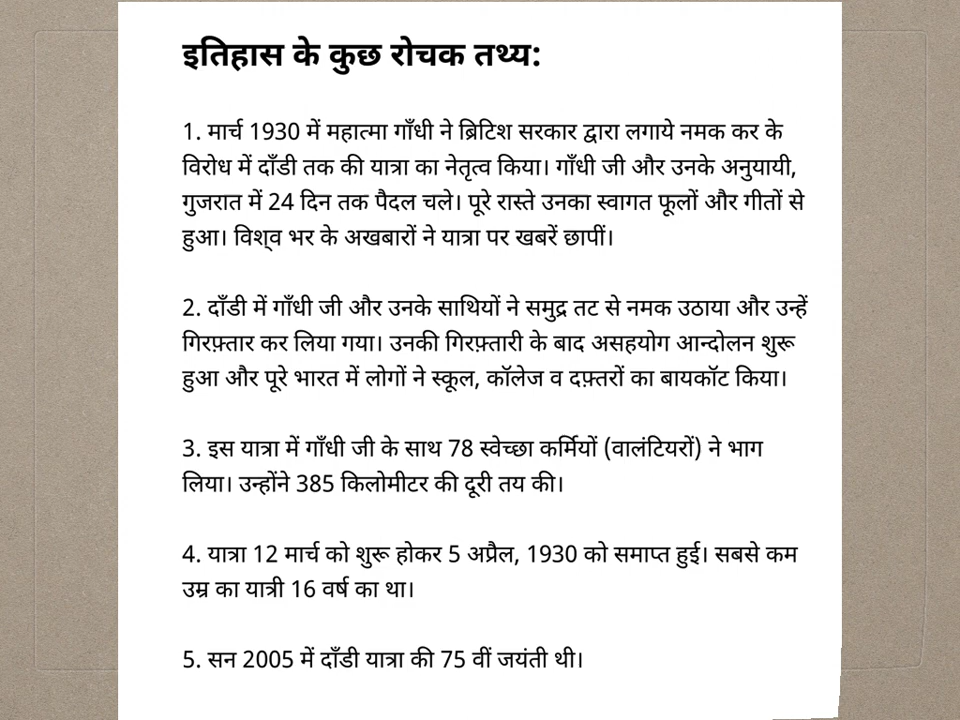 इतिहास के कुछ रोचक तथ्य:
1. मार्च 1930 में महात्मा गाँधी ने ब्रिटिश सरकार द्वारा लगाये नमक कर के
विरोध में दाँडी तक की यात्रा का नेतृत्व किया। गाँधी जी और उनके अनुयायी,
गुजरात में 24 दिन तक पैदल चले। पूरे रास्ते उनका स्वागत फूलों और गीतों से
हुआ। विश्‍व भर के अखबारों ने यात्रा पर खबरें छापीं।
2. दाँडी में गाँधी जी और उनके साथियों ने समुद्र तट से नमक उठाया और उन्हें
गिरफ़्तार कर लिया गया। उनकी गिरफ़्तारी के बाद असहयोग आन्दोलन शुरू
हुआ और पूरे भारत में लोगों ने स्कूल, कॉलेज व दफ़्तरों का बायकॉट किया।
3. इस यात्रा में गाँधी जी के साथ 78 स्वेच्छा कर्मियों (वालंटियरों) ने भाग
लिया। उन्होंने 385 किलोमीटर की दूरी तय की।
4. यात्रा 12 मार्च को शुरू होकर 5 अप्रैल, 1930 को समाप्त हुई। सबसे कम
उम्र का यात्री 16 वर्ष का था।
5. सन 2005 में दाँडी यात्रा की 75 वीं जयंती थी।